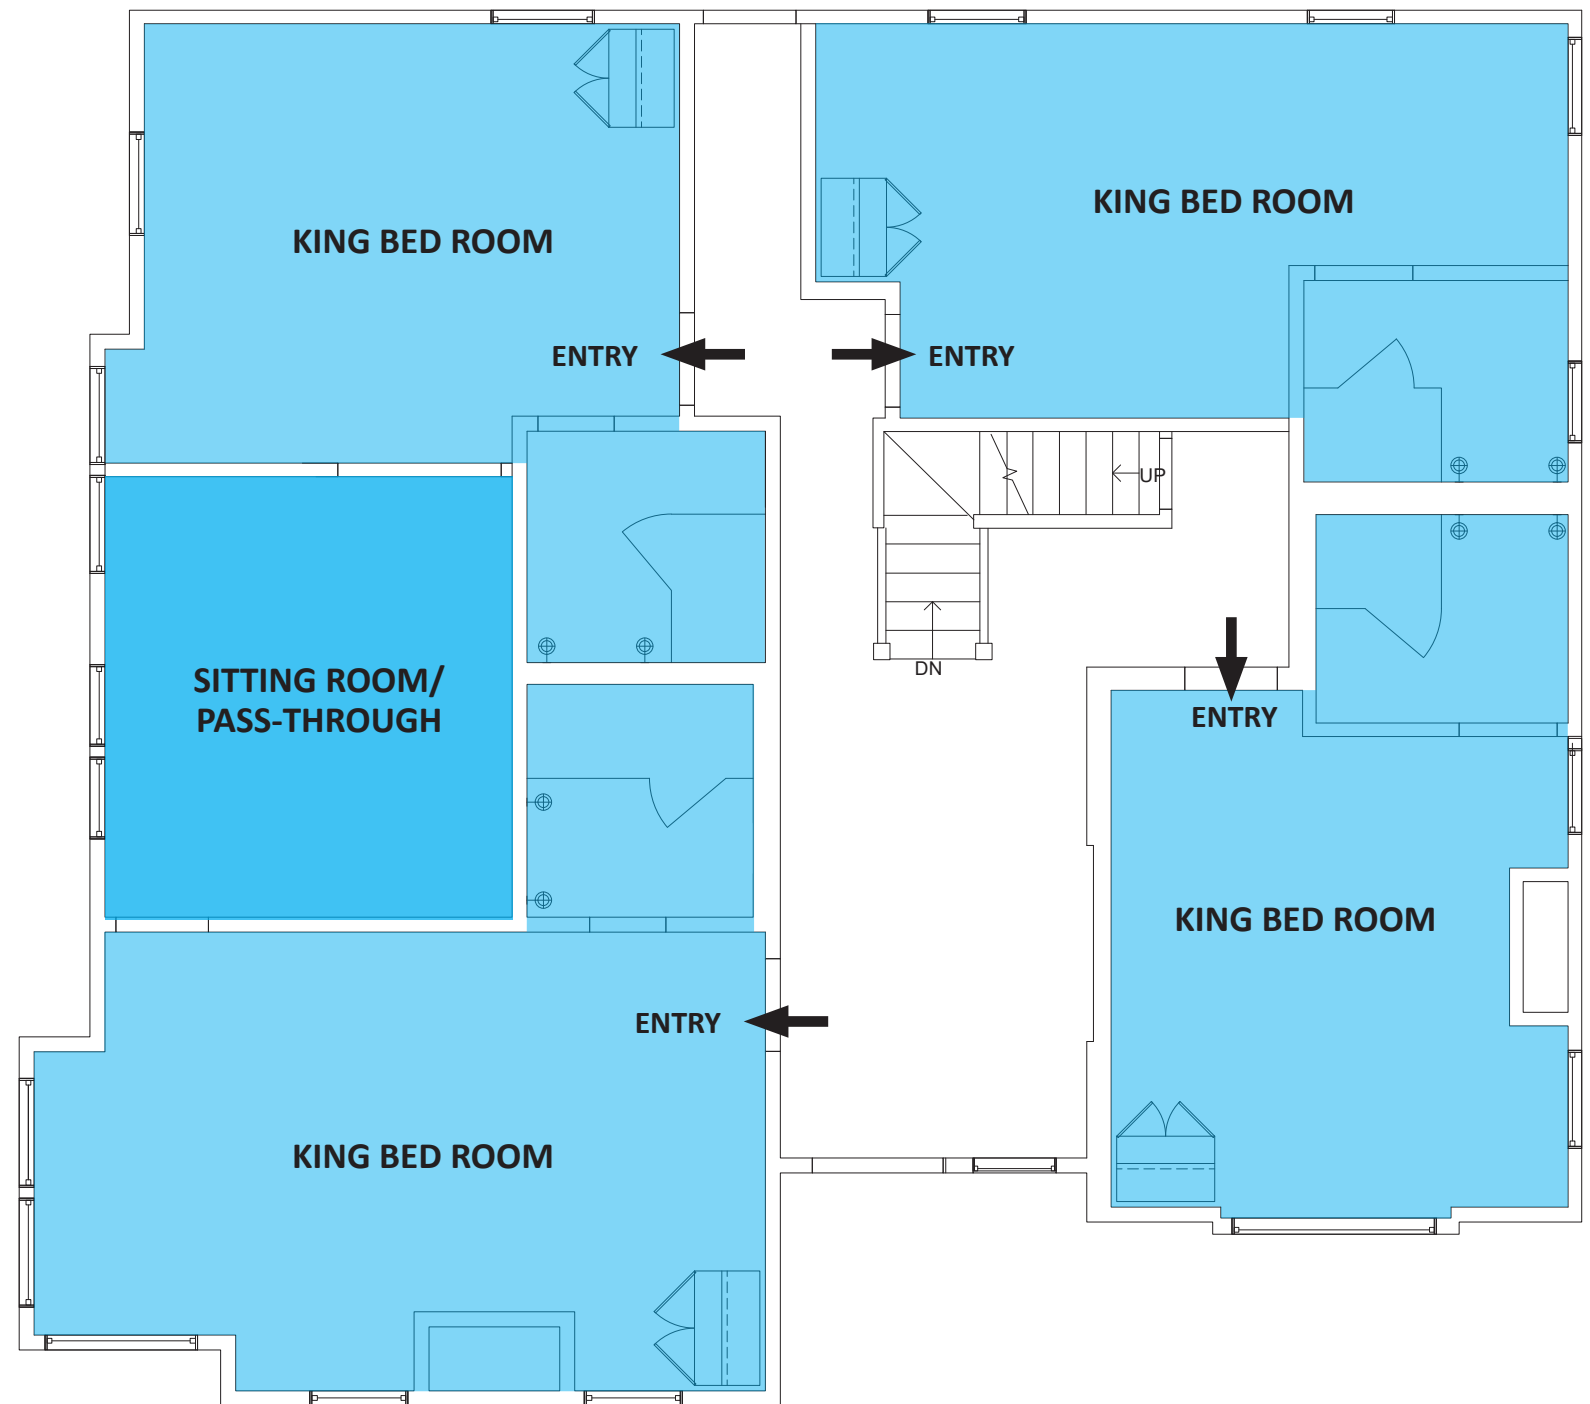 KING BED ROOM
KING BED ROOM
ENTRY
ENTRY
UP
SITTING ROOM/
PASS-THROUGH
DN
ENTRY
KING BED ROOM
ENTRY
KING BED ROOM